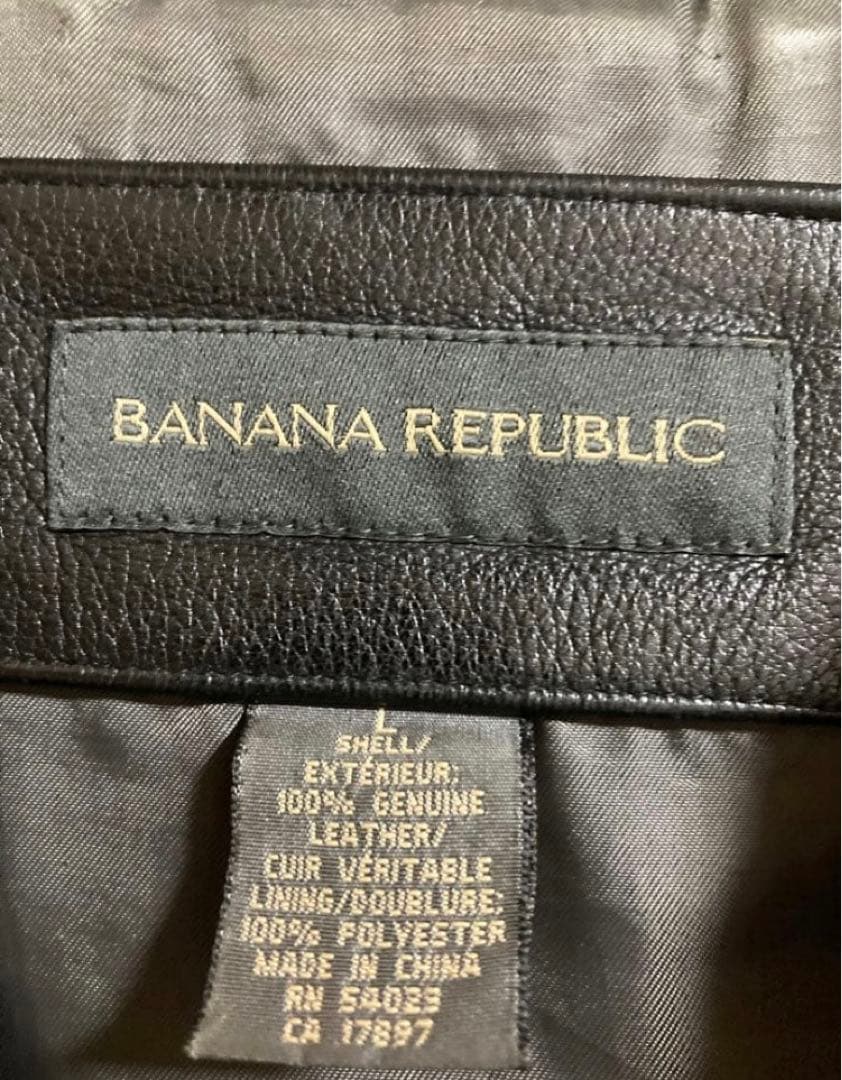 BANANA REPUBLIC
L
SHELL/
EXTÉRIEUR:
100% GENUINE
LEATHER/
CUIR VÉRITABLE
LINING/DOUBLURE:
100% POLYESTER
MADE IN CHINA
RN 54023
CA 17897